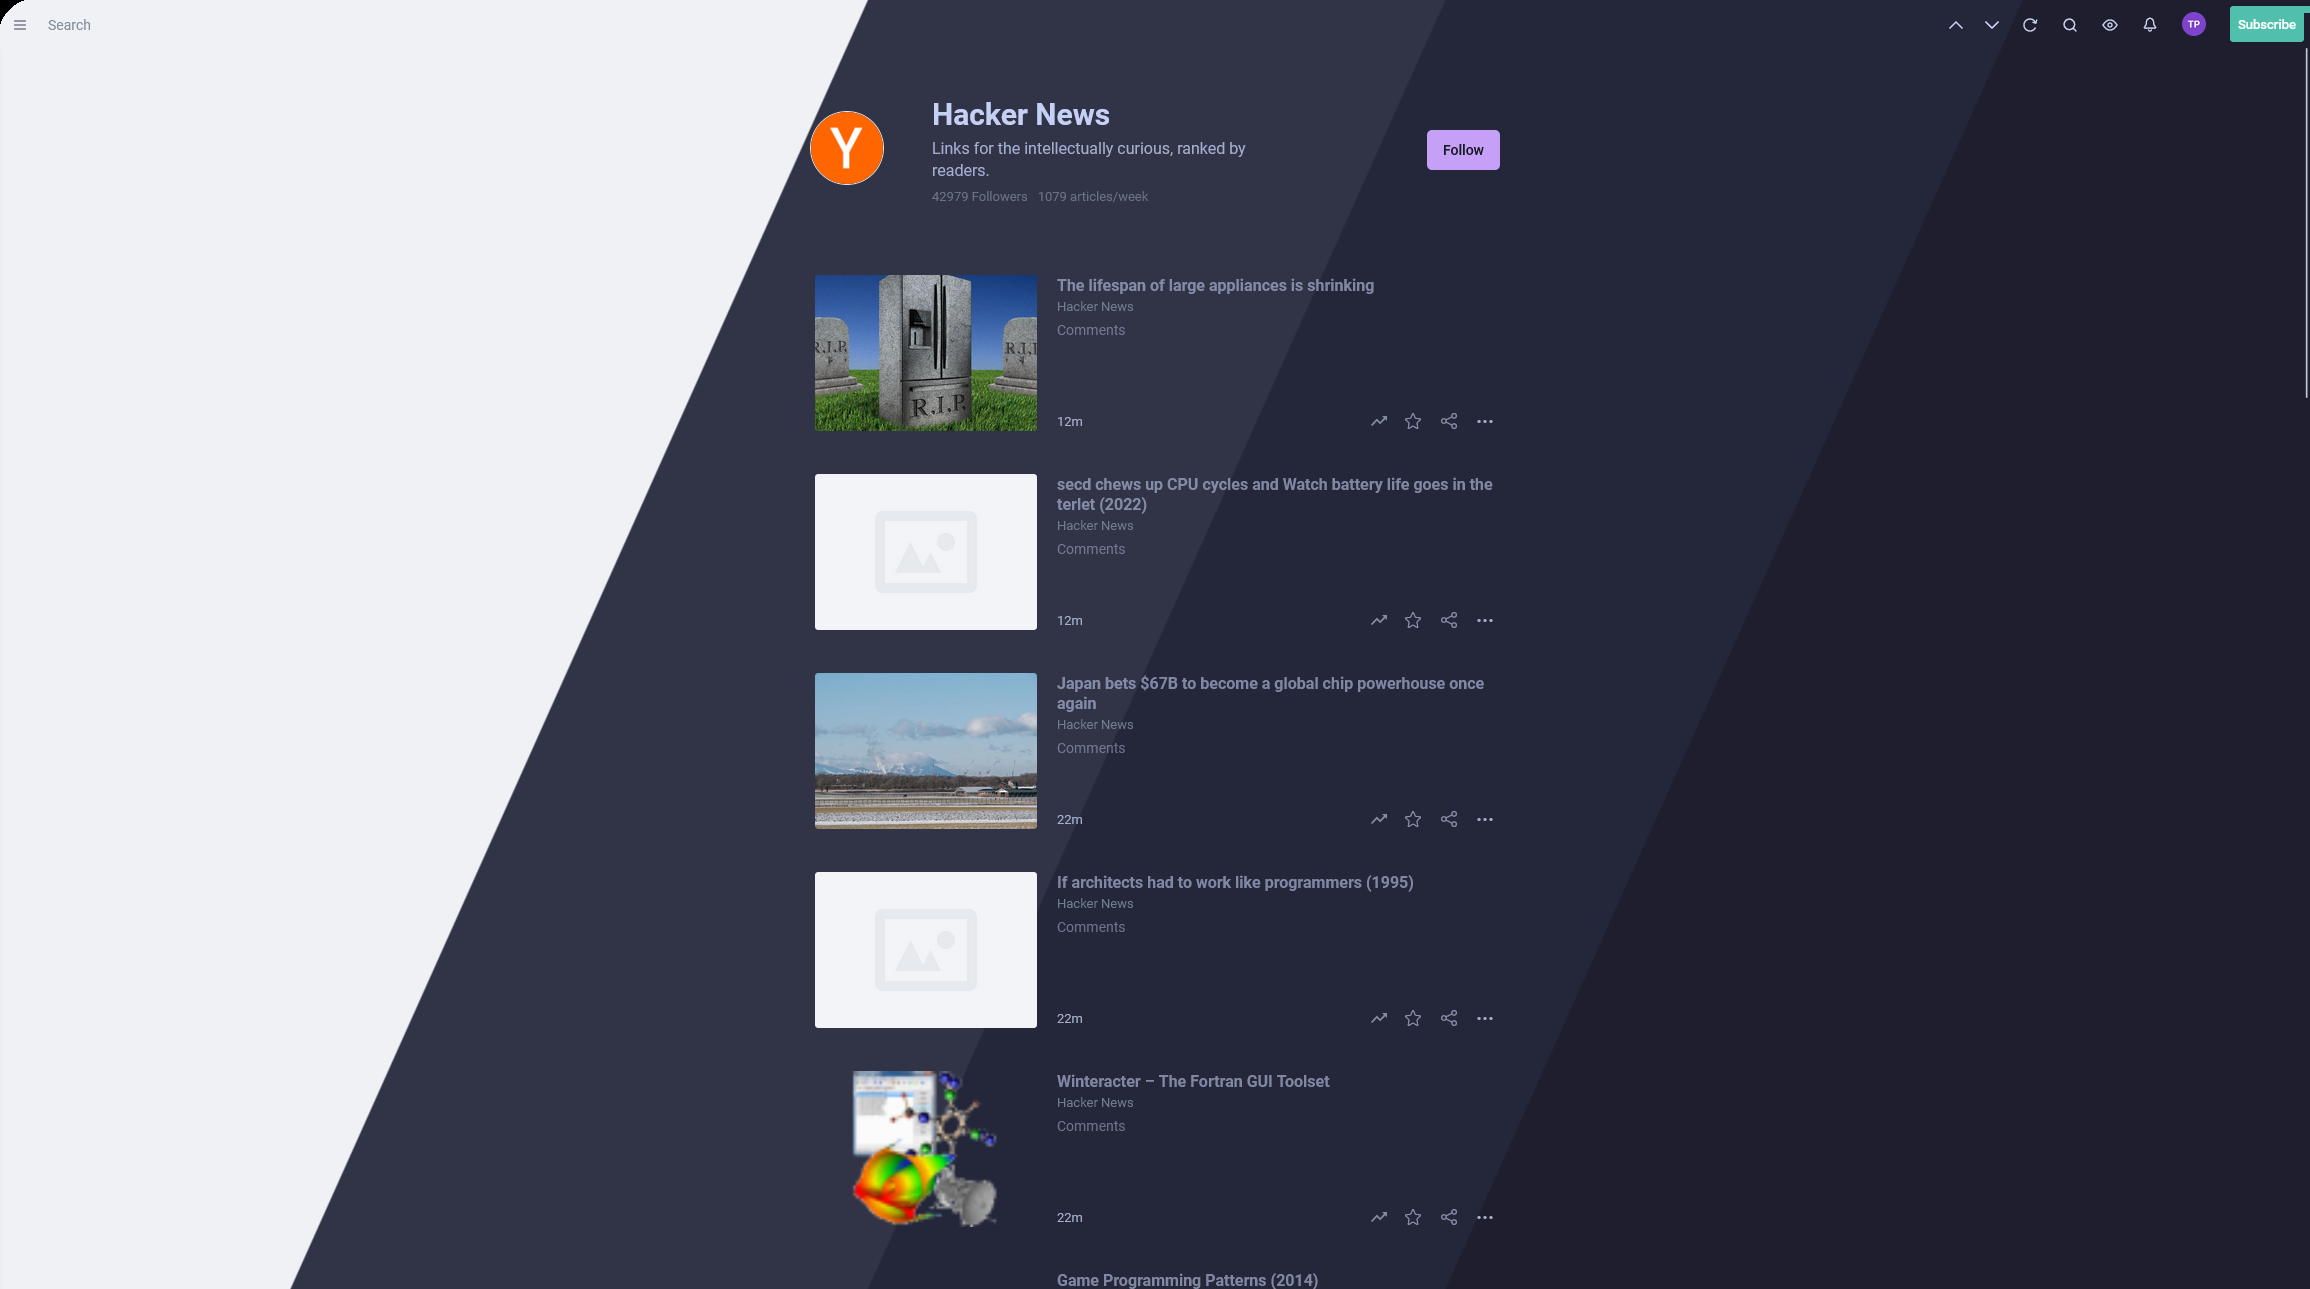 Search
TP
Subscribe
Y
Hacker News
Links for the intellectually curious, ranked by
readers.
42979 Followers 1079 articles/week
Follow
The lifespan of large appliances is shrinking
Hacker News
Comments
R.I.P.
R.I.P.
R.I.P.
12m
secd chews up CPU cycles and Watch battery life goes in the
terlet (2022)
Hacker News
Comments
12m
Japan bets $67B to become a global chip powerhouse once
again
Hacker News
Comments
22m
If architects had to work like programmers (1995)
Hacker News
Comments
22m
Winteracter – The Fortran GUI Toolset
Hacker News
Comments
22m
Game Programming Patterns (2014)